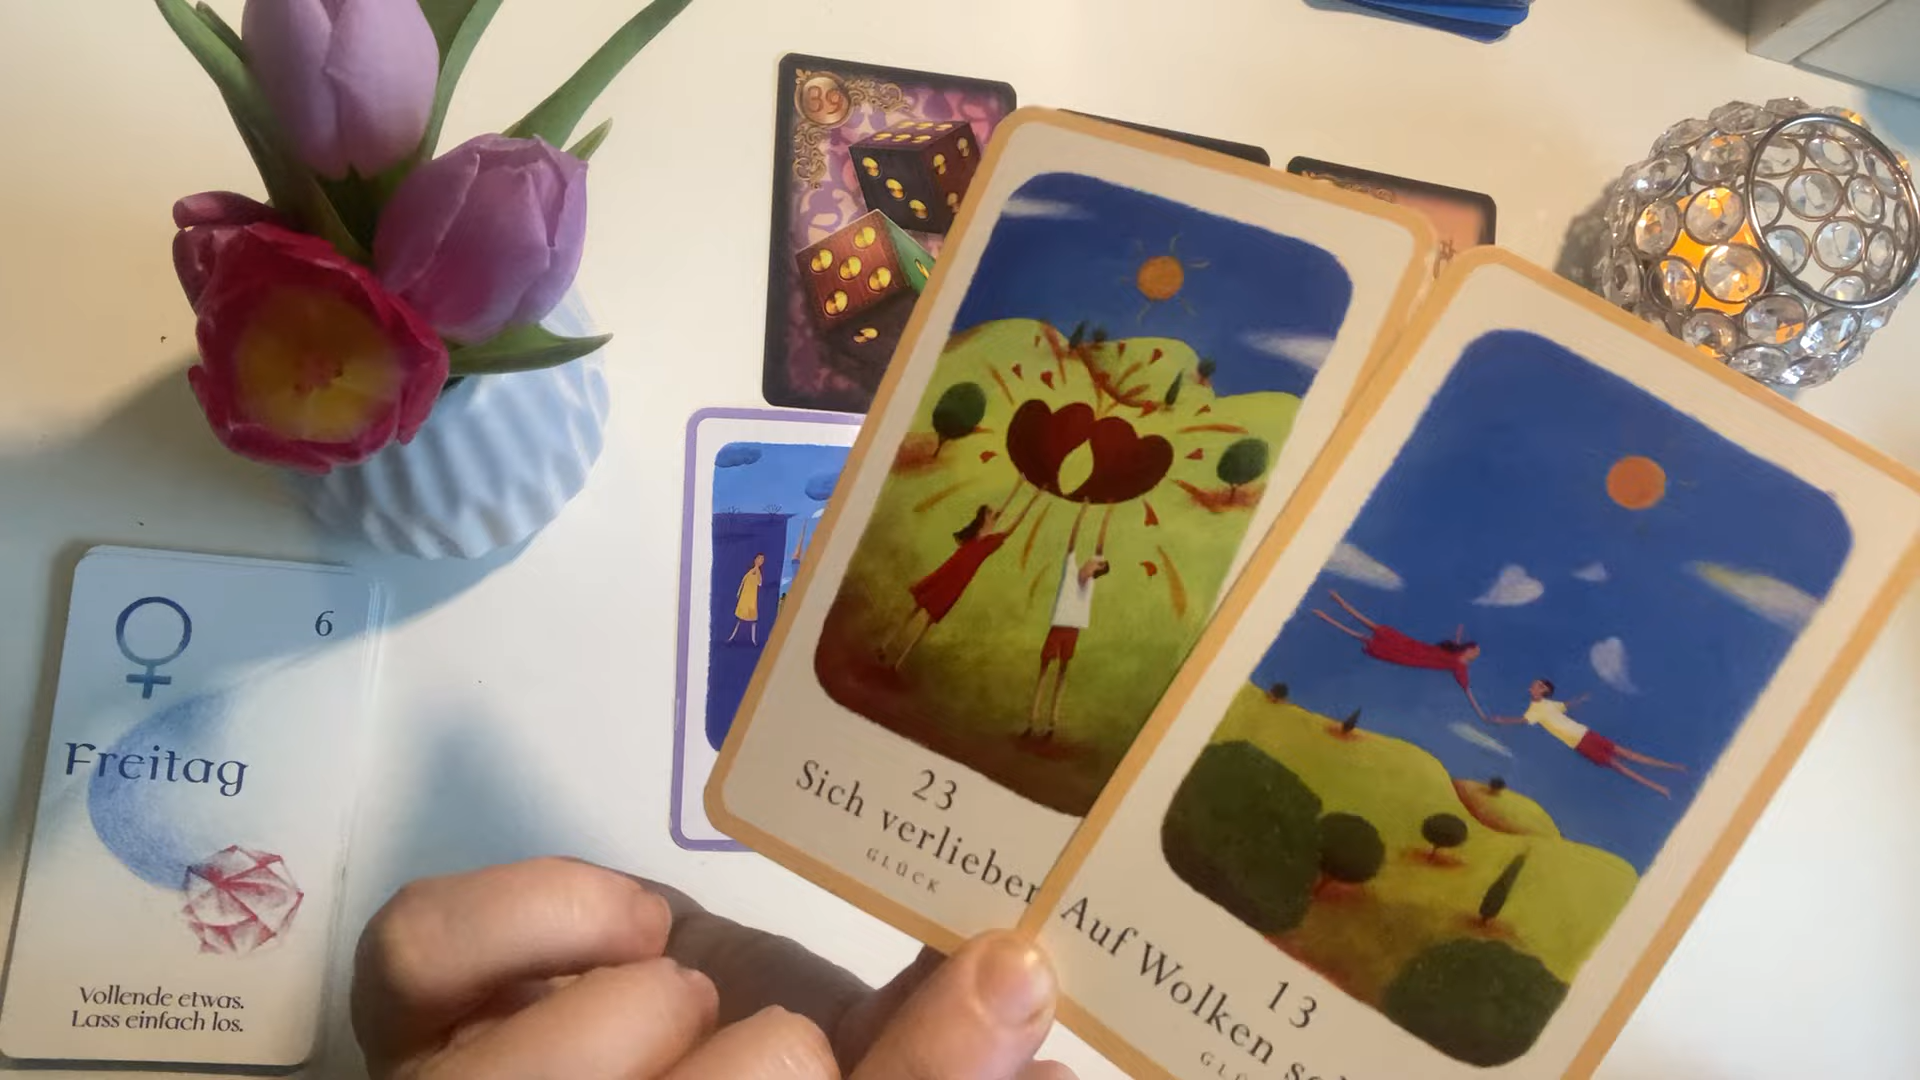 89
6
Freitag
Vollende etwas.
Lass einfach los.
23
Sich verlieben
GLÜCK
13
Auf Wolken